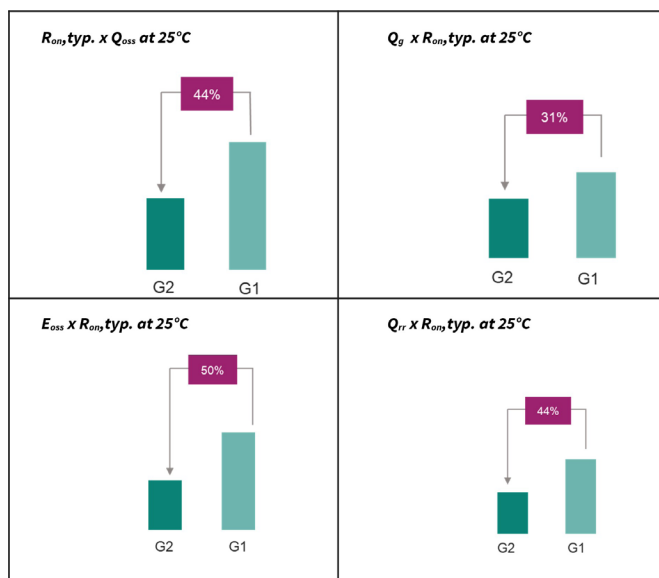 Ron,typ. x Qoss at 25°C
44%
G2 G1
Qg x Ron,typ. at 25°C
31%
G2 G1
Eoss x Ron,typ. at 25°C
50%
G2 G1
Qrr x Ron,typ. at 25°C
44%
G2 G1